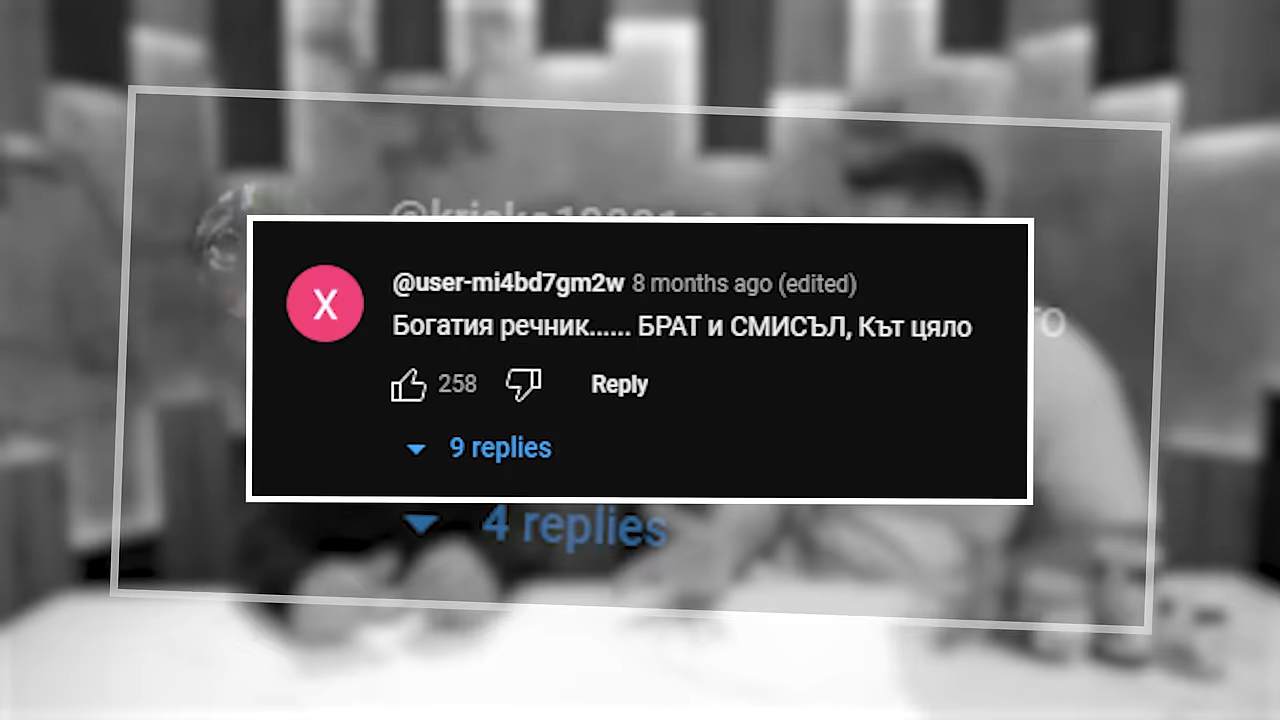 @user-mi4bd7gm2w 8 months ago (edited)
X
Богатия речник...... БРАТ и СМИСЪЛ, Кът цяло
258 Reply
9 replies
4 replies